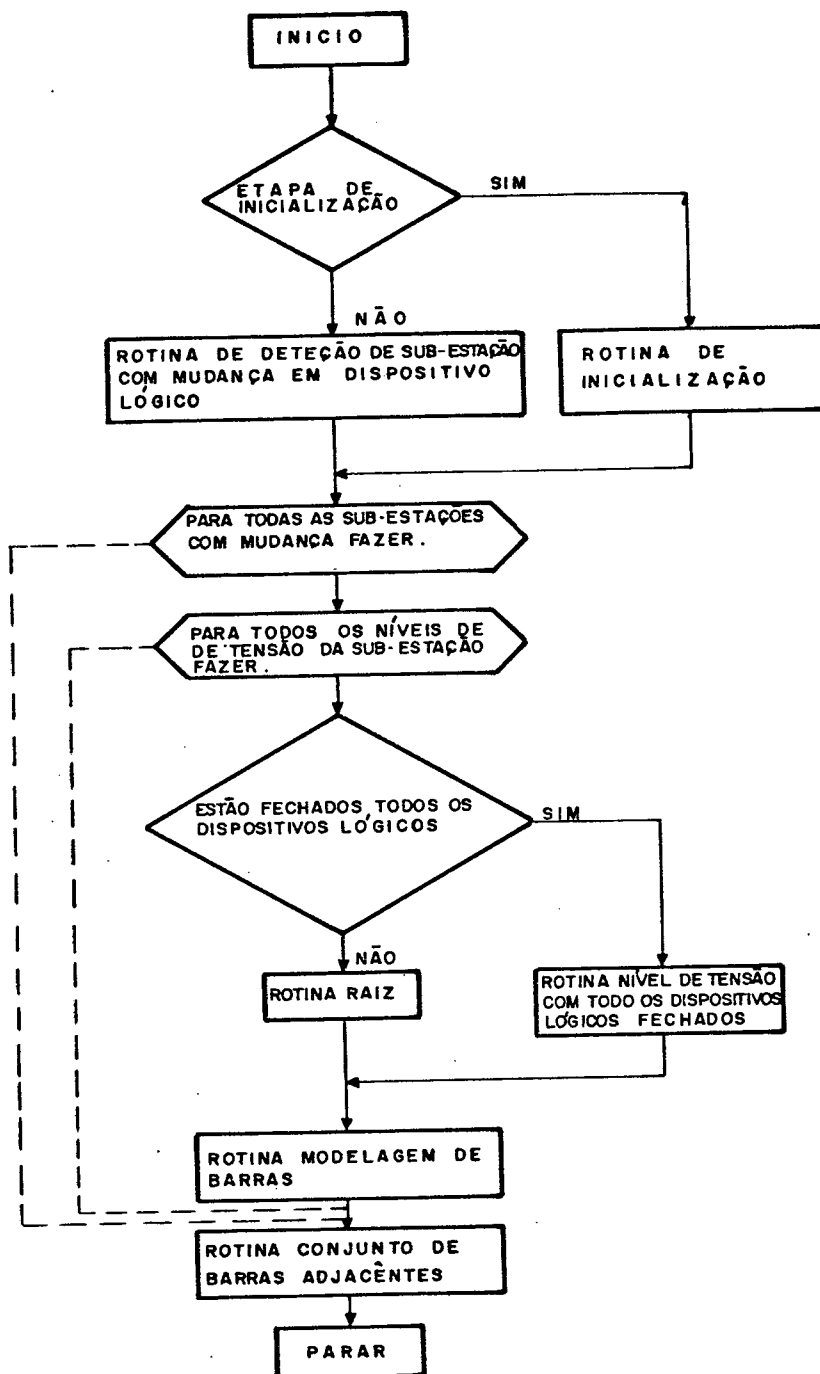 INICIO
ETAPA DE
INICIALIZAÇÃO
SIM
NÃO
ROTINA DE DETEÇÃO DE SUB-ESTAÇÃO
COM MUDANÇA EM DISPOSITIVO
LÓGICO
ROTINA DE
INICIALIZAÇÃO
PARA TODAS AS SUB-ESTAÇÕES
COM MUDANÇA FAZER.
PARA TODOS OS NÍVEIS DE
DE TENSÃO DA SUB-ESTAÇÃO
FAZER.
ESTÃO FECHADOS TODOS OS
DISPOSITIVOS LÓGICOS
SIM
NÃO
ROTINA RAIZ
ROTINA NÍVEL DE TENSÃO
COM TODO OS DISPOSITIVOS
LÓGICOS FECHADOS
ROTINA MODELAGEM DE
BARRAS
ROTINA CONJUNTO DE
BARRAS ADJACÊNTES
PARAR